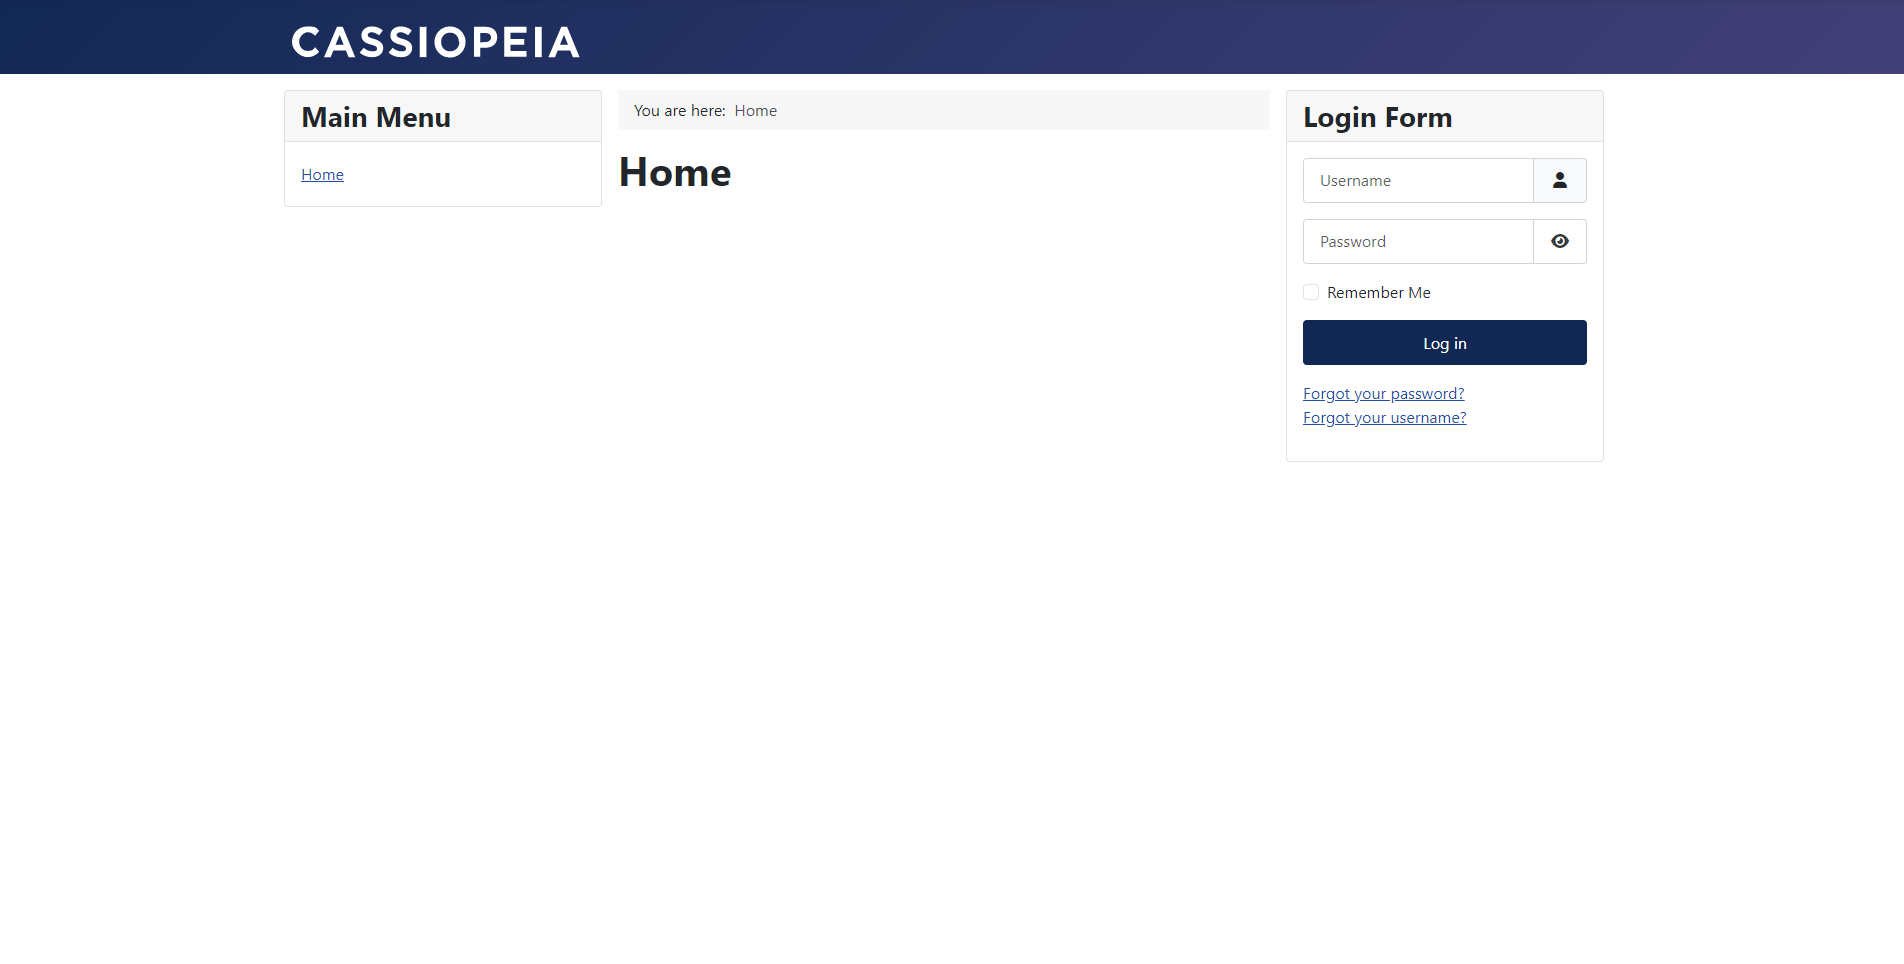 CASSIOPEIA
Main Menu
Home
You are here: Home
Home
Login Form
Username
Password
Remember Me
Log in
Forgot your password?
Forgot your username?